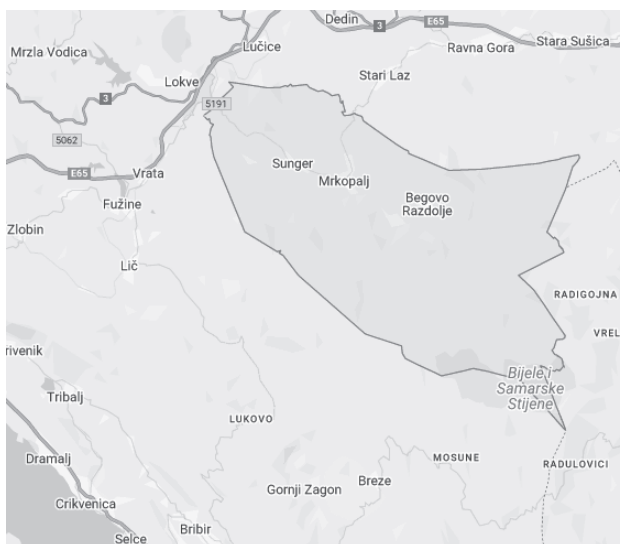 Dedin
3
E65
Lučice
Ravna Gora
Stara Sušica
Mrzla Vodica
Lokve
Stari Laz
3
5191
5062
E65
Vrata
Sunger
Mrkopalj
Begovo
Razdolje
Fužine
Zlobin
Lič
RADIGOJNA
VREL
rivenik
Bijele i
Samarske
Stijene
Tribalj
LUKOVO
MOSUNE
RADULOVICI
Dramalj
Breze
Gornji Zagon
Crikvenica
Bribir
Selce